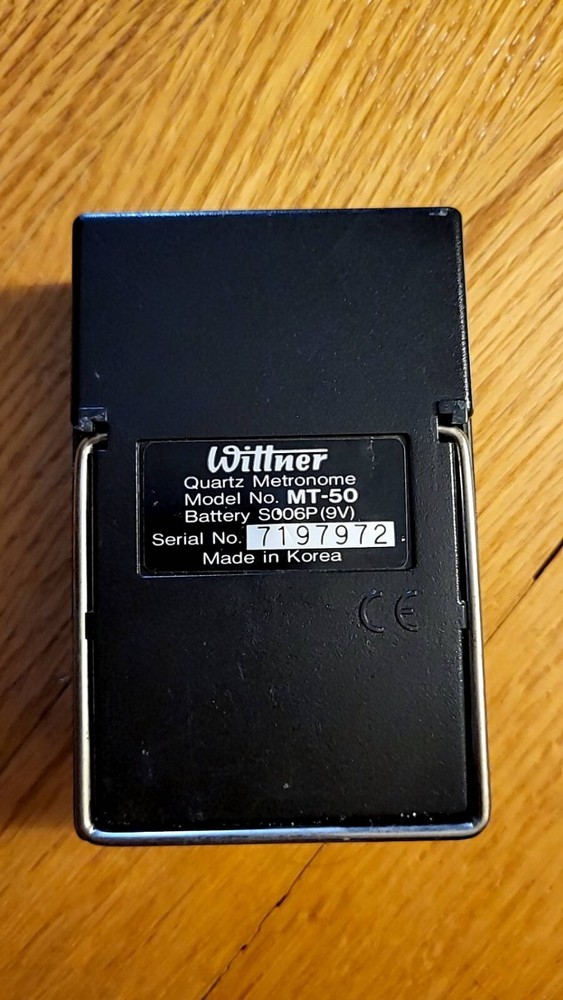 Wittner
Quartz Metronome
Model No. MT-50
Battery S006P(9V)
Serial No. 7197972
Made in Korea
CE